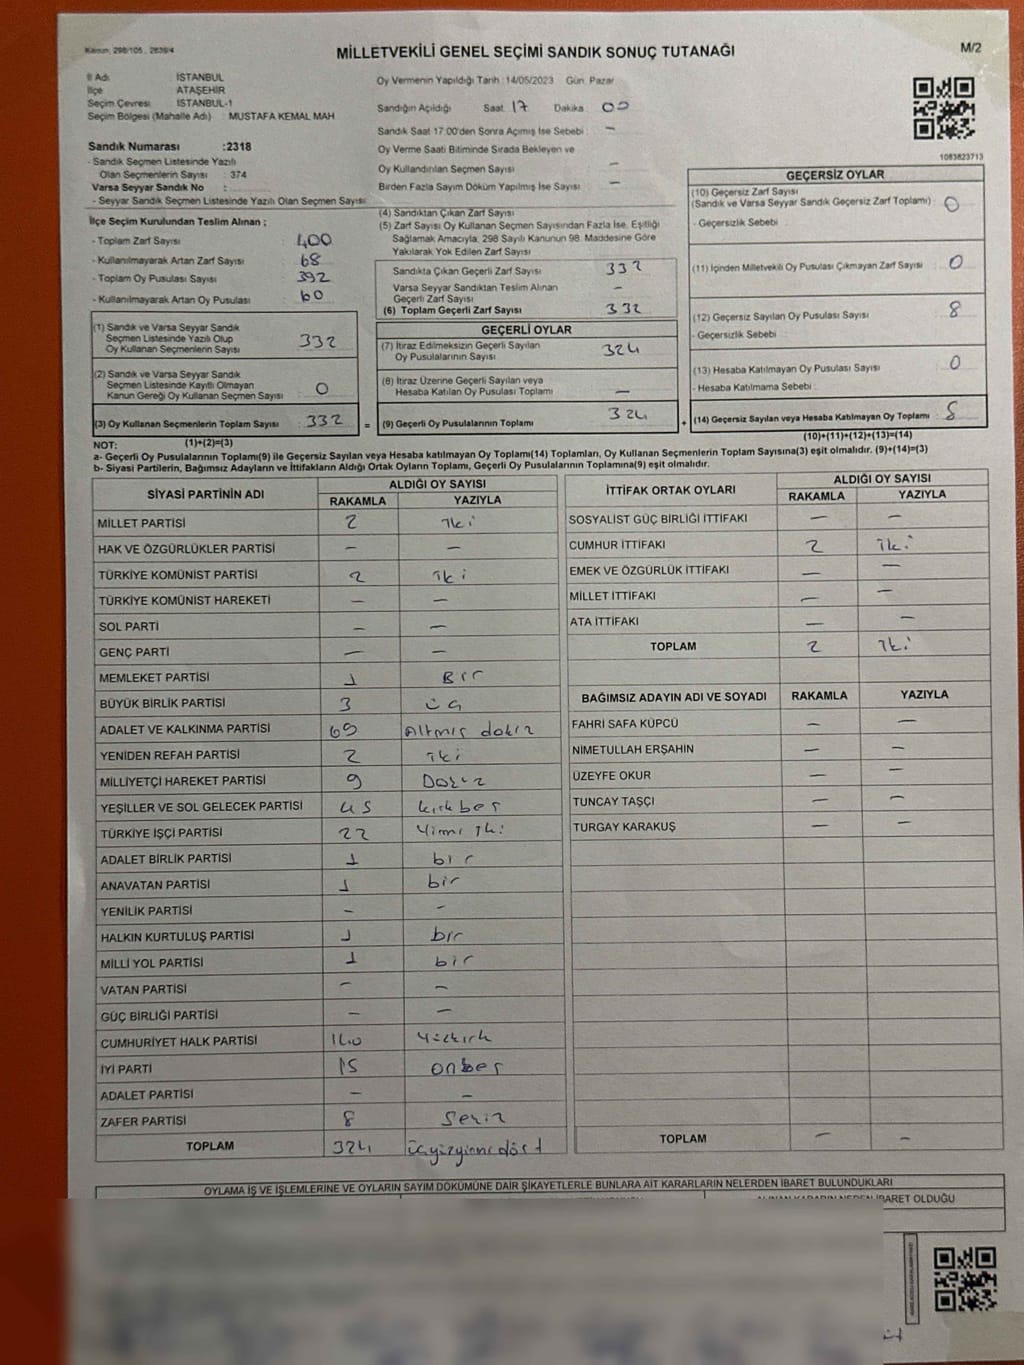 Kanun, 298/105 , 2839/4
MİLLETVEKİLİ GENEL SEÇİMİ SANDIK SONUÇ TUTANAĞI
M/2
İl Adı İSTANBUL
İlçe ATAŞEHİR
Seçim Çevresi İSTANBUL-1
Seçim Bölgesi (Mahalle Adı) : MUSTAFA KEMAL MAH
Sandık Numarası :2318
- Sandık Seçmen Listesinde Yazılı
Olan Seçmenlerin Sayısı : 374
Varsa Seyyar Sandık No :
- Seyyar Sandık Seçmen Listesinde Yazılı Olan Seçmen Sayısı
İlçe Seçim Kurulundan Teslim Alınan ;
- Toplam Zarf Sayısı : 400
- Kullanılmayarak Artan Zarf Sayısı : 68
- Toplam Oy Pusulası Sayısı : 392
- Kullanılmayarak Artan Oy Pusulası : 60
(1) Sandık ve Varsa Seyyar Sandık
Seçmen Listesinde Yazılı Olup
Oy Kullanan Seçmenlerin Sayısı 332
(2) Sandık ve Varsa Seyyar Sandık
Seçmen Listesinde Kayıtlı Olmayan
Kanun Gereği Oy Kullanan Seçmen Sayısı 0
(3) Oy Kullanan Seçmenlerin Toplam Sayısı : 332 =
Oy Vermenin Yapıldığı Tarih :14/05/2023 Gün: Pazar
Sandığın Açıldığı Saat: 17 Dakika 00
Sandık Saat 17:00'den Sonra Açımış İse Sebebi : –
Oy Verme Saati Bitiminde Sırada Bekleyen ve
Oy Kullandırılan Seçmen Sayısı –
Birden Fazla Sayım Döküm Yapılmış İse Sayısı –
(4) Sandıktan Çıkan Zarf Sayısı
(5) Zarf Sayısı Oy Kullanan Seçmen Sayısından Fazla İse, Eşitliği
Sağlamak Amacıyla, 298 Sayılı Kanunun 98. Maddesine Göre
Yakılarak Yok Edilen Zarf Sayısı
Sandıkta Çıkan Geçerli Zarf Sayısı 332
Varsa Seyyar Sandıktan Teslim Alınan
Geçerli Zarf Sayısı –
(6) Toplam Geçerli Zarf Sayısı 332
GEÇERLİ OYLAR
(7) İtiraz Edilmeksizin Geçerli Sayılan
Oy Pusulalarının Sayısı 324
(8) İtiraz Üzerine Geçerli Sayılan veya
Hesaba Katılan Oy Pusulası Toplamı –
(9) Geçerli Oy Pusulalarının Toplamı 324 +
1083823713
GEÇERSİZ OYLAR
(10) Geçersiz Zarf Sayısı
(Sandık ve Varsa Seyyar Sandık Geçersiz Zarf Toplamı) : 0
- Geçersizlik Sebebi :
(11) İçinden Milletvekili Oy Pusulası Çıkmayan Zarf Sayısı : 0
(12) Geçersiz Sayılan Oy Pusulası Sayısı : 8
- Geçersizlik Sebebi :
(13) Hesaba Katılmayan Oy Pusulası Sayısı : 0
- Hesaba Katılmama Sebebi :
(14) Geçersiz Sayılan veya Hesaba Katılmayan Oy Toplamı : 8
NOT: (1)+(2)=(3) (10)+(11)+(12)+(13)=(14)
a- Geçerli Oy Pusulalarının Toplamı(9) ile Geçersiz Sayılan veya Hesaba katılmayan Oy Toplamı(14) Toplamları, Oy Kullanan Seçmenlerin Toplam Sayısına(3) eşit olmalıdır. (9)+(14)=(3)
b- Siyasi Partilerin, Bağımsız Adayların ve İttifakların Aldığı Ortak Oyların Toplamı, Geçerli Oy Pusulalarının Toplamına(9) eşit olmalıdır.
SİYASİ PARTİNİN ADI ALDIĞI OY SAYISI
RAKAMLA YAZIYLA
MİLLET PARTİSİ 2 iki
HAK VE ÖZGÜRLÜKLER PARTİSİ – –
TÜRKİYE KOMÜNİST PARTİSİ 2 iki
TÜRKİYE KOMÜNİST HAREKETİ – –
SOL PARTİ – –
GENÇ PARTİ – –
MEMLEKET PARTİSİ 1 Bir
BÜYÜK BİRLİK PARTİSİ 3 üç
ADALET VE KALKINMA PARTİSİ 69 Altmış dokuz
YENİDEN REFAH PARTİSİ 2 iki
MİLLİYETÇİ HAREKET PARTİSİ 9 Dokuz
YEŞİLLER VE SOL GELECEK PARTİSİ 45 kırkbeş
TÜRKİYE İŞÇİ PARTİSİ 22 Yirmi iki
ADALET BİRLİK PARTİSİ 1 bir
ANAVATAN PARTİSİ 1 bir
YENİLİK PARTİSİ – –
HALKIN KURTULUŞ PARTİSİ 1 bir
MİLLİ YOL PARTİSİ 1 bir
VATAN PARTİSİ – –
GÜÇ BİRLİĞİ PARTİSİ – –
CUMHURİYET HALK PARTİSİ 140 Yüzkırk
İYİ PARTİ 15 onbeş
ADALET PARTİSİ – –
ZAFER PARTİSİ 8 Sekiz
TOPLAM 324 üçyüzyirmidört
İTTİFAK ORTAK OYLARI ALDIĞI OY SAYISI
RAKAMLA YAZIYLA
SOSYALİST GÜÇ BİRLİĞİ İTTİFAKI – –
CUMHUR İTTİFAKI 2 iki
EMEK VE ÖZGÜRLÜK İTTİFAKI – –
MİLLET İTTİFAKI – –
ATA İTTİFAKI – –
TOPLAM 2 iki
BAĞIMSIZ ADAYIN ADI VE SOYADI RAKAMLA YAZIYLA
FAHRİ SAFA KÜPCÜ – –
NİMETULLAH ERŞAHİN – –
ÜZEYFE OKUR – –
TUNCAY TAŞÇI – –
TURGAY KARAKUŞ – –
TOPLAM – –
OYLAMA İŞ VE İŞLEMLERİNE VE OYLARIN SAYIM DÖKÜMÜNE DAİR ŞİKAYETLERLE BUNLARA AİT KARARLARIN NELERDEN İBARET BULUNDUKLARI
ALINAN KARARIN NEDEN İBARET OLDUĞU